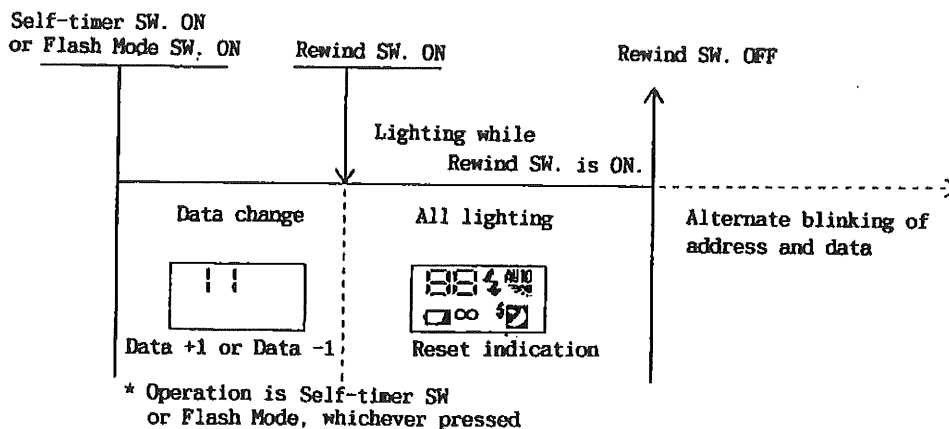 Self-timer SW. ON
or Flash Mode SW. ON
Rewind SW. ON
Rewind SW. OFF
Lighting while
Rewind SW. is ON.
Data change
All lighting
Alternate blinking of
address and data
11
88 AUTO
∞
Data +1 or Data -1
Reset indication
* Operation is Self-timer SW
or Flash Mode, whichever pressed